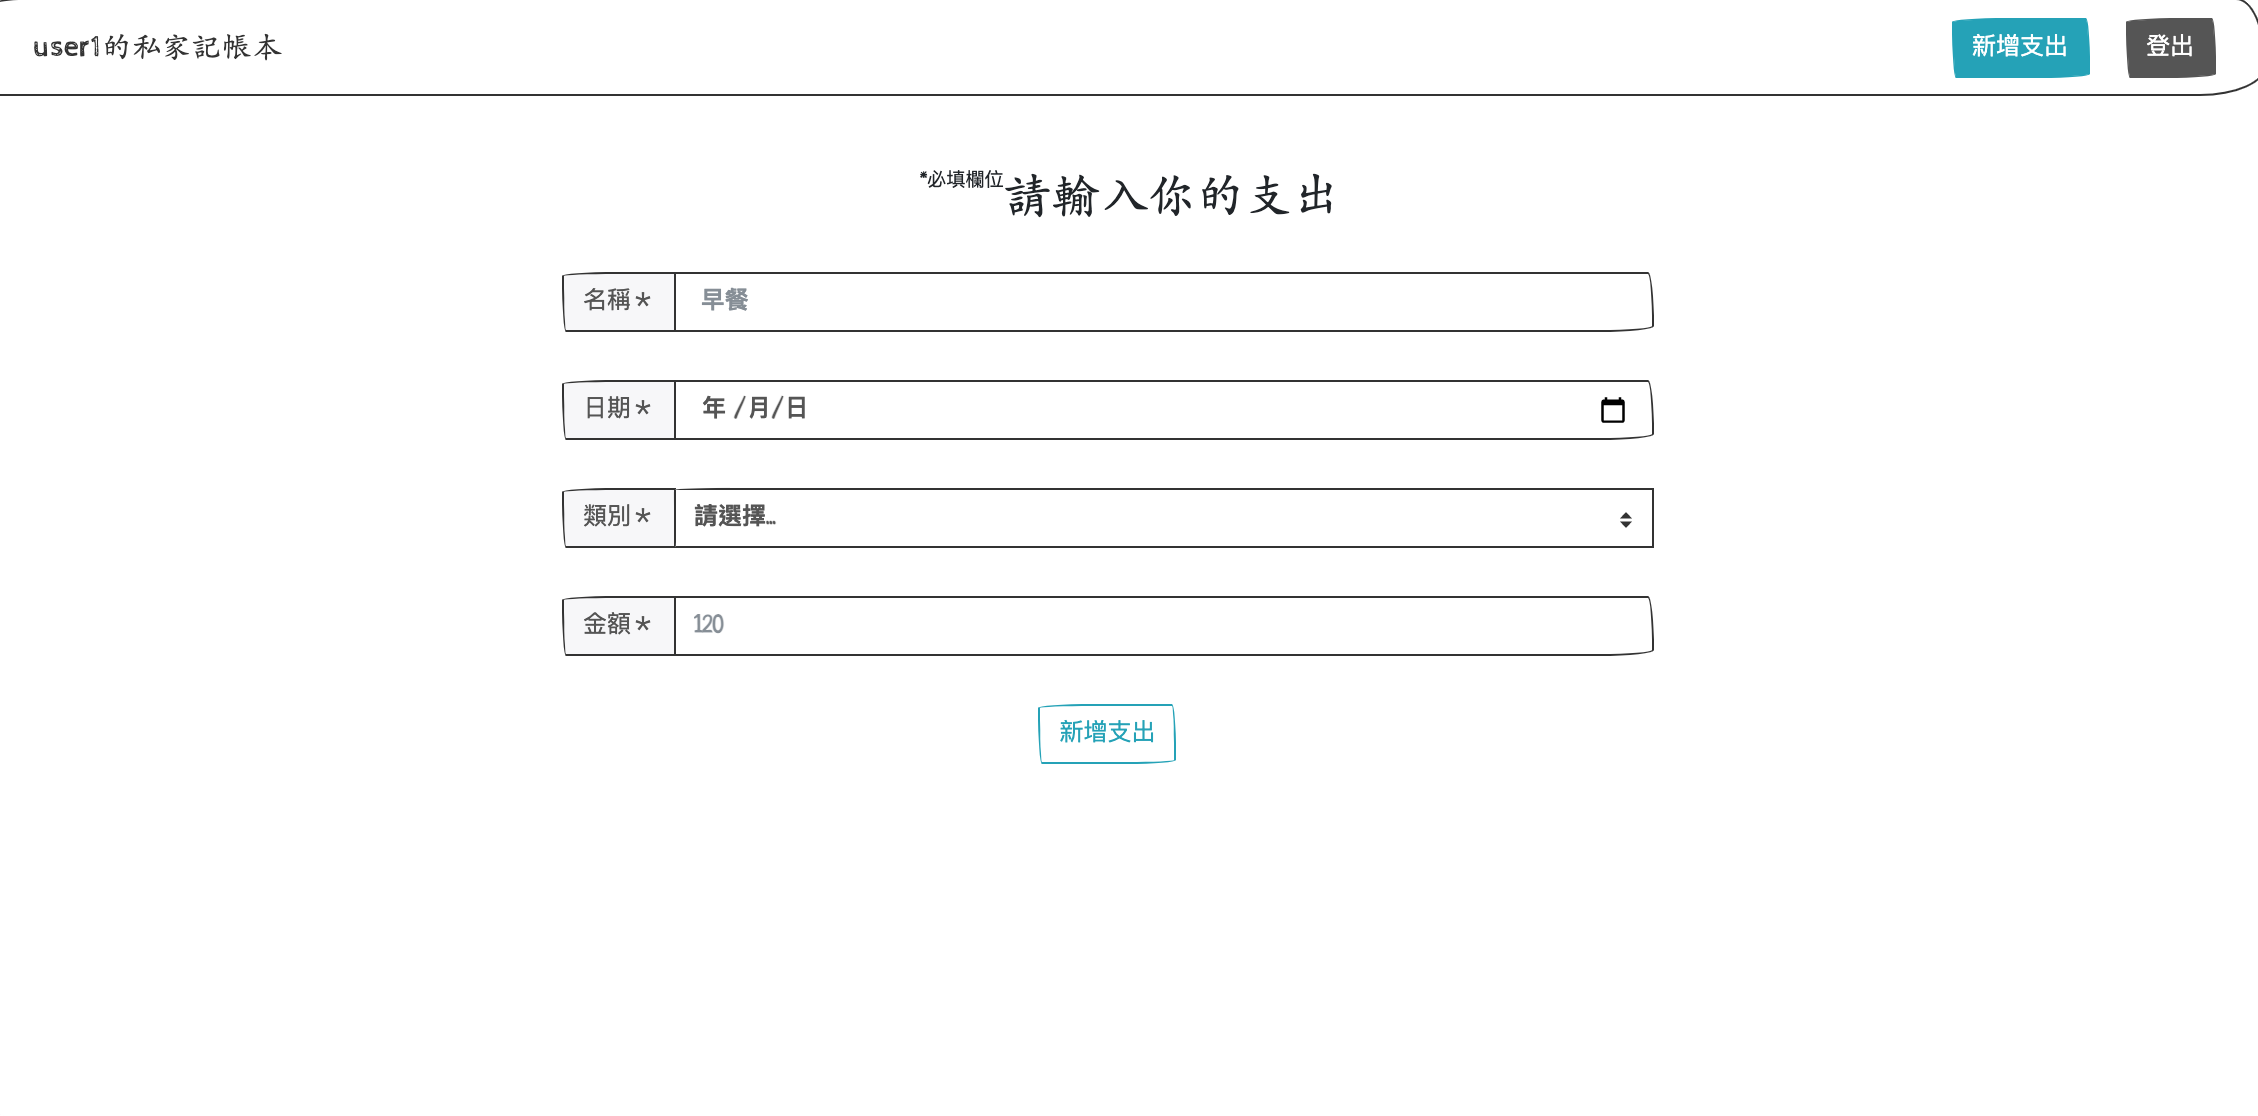 user1的私家記帳本
新增支出
登出
*必填欄位請輸入你的支出
名稱* 早餐
日期* 年 /月/日
類別* 請選擇...
金額* 120
新增支出